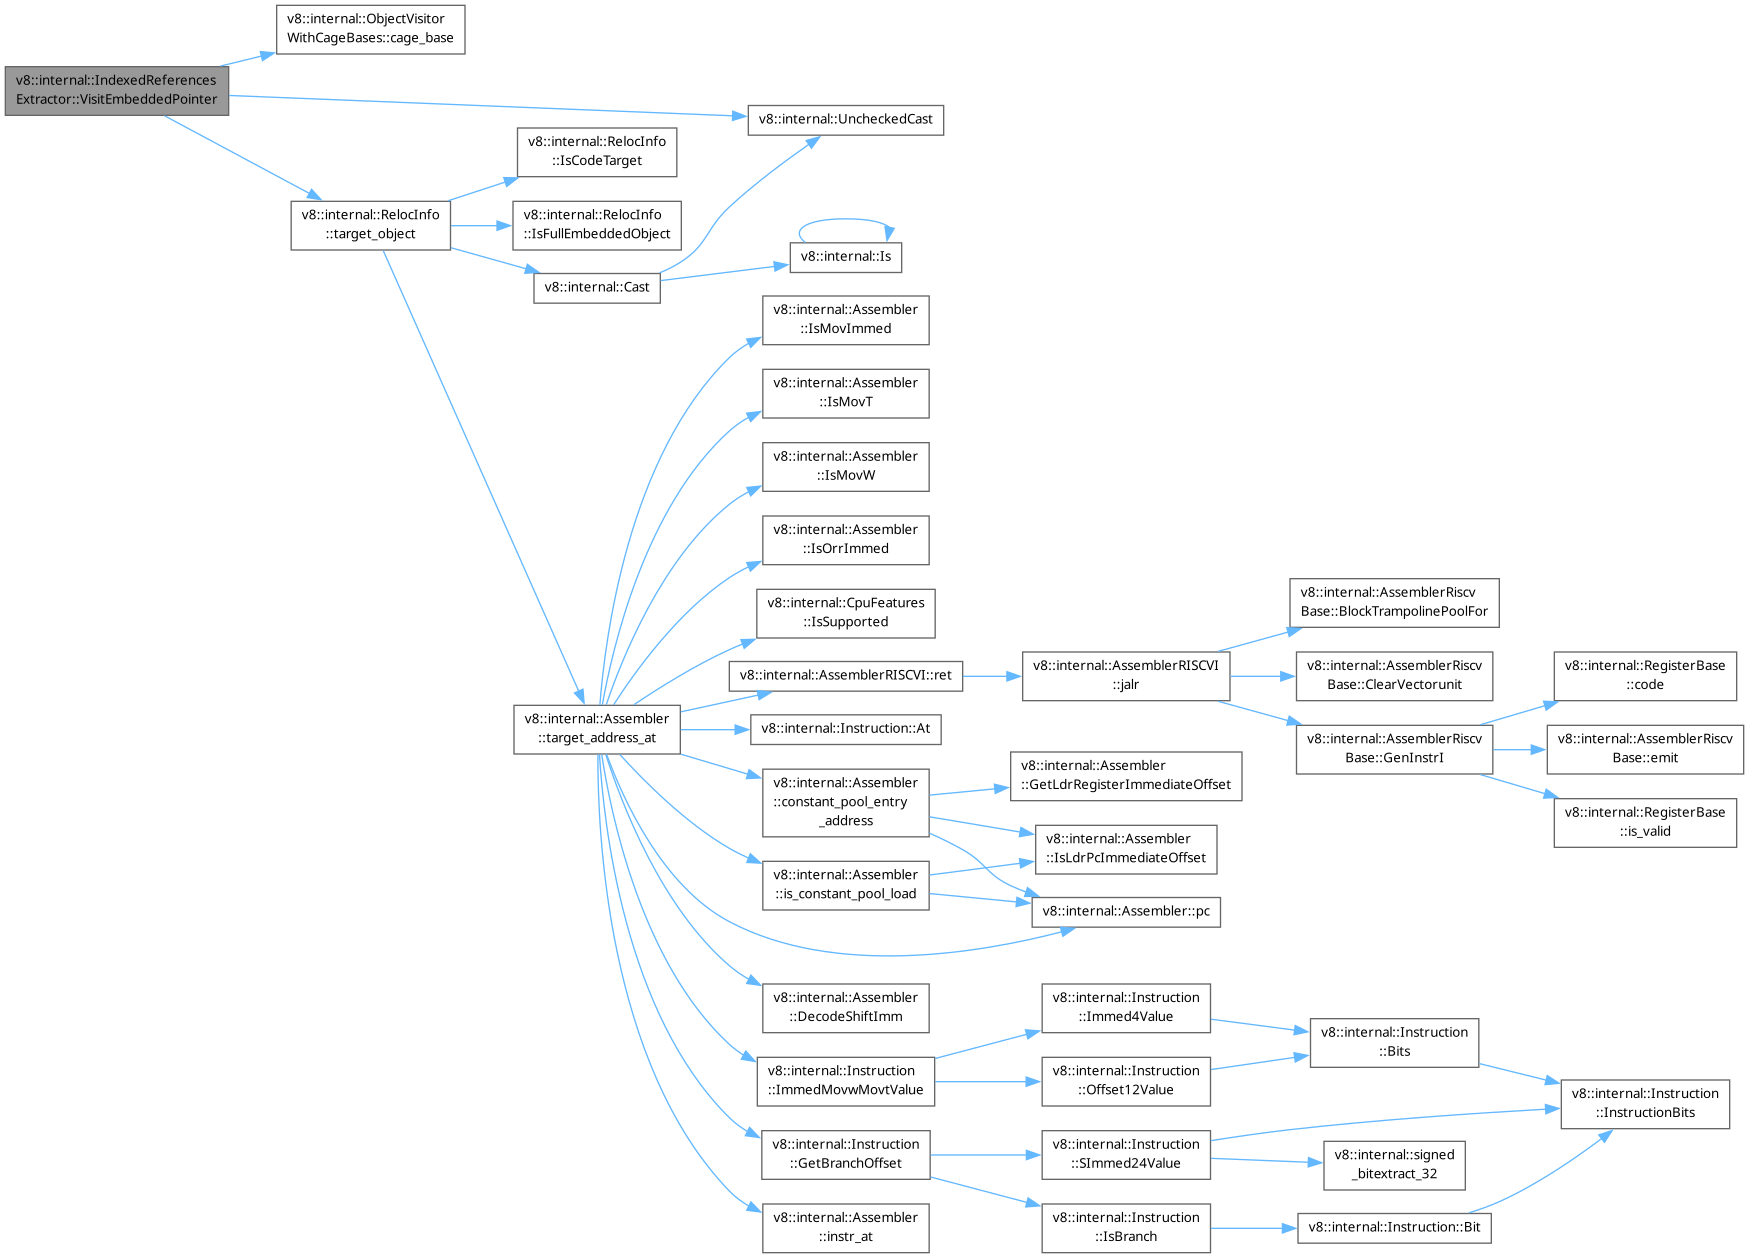 v8::internal::ObjectVisitor
WithCageBases::cage_base
v8::internal::IndexedReferences
Extractor::VisitEmbeddedPointer
v8::internal::UncheckedCast
v8::internal::RelocInfo
::IsCodeTarget
v8::internal::RelocInfo
::target_object
v8::internal::RelocInfo
::IsFullEmbeddedObject
v8::internal::Is
v8::internal::Cast
v8::internal::Assembler
::IsMovImmed
v8::internal::Assembler
::IsMovT
v8::internal::Assembler
::IsMovW
v8::internal::Assembler
::IsOrrImmed
v8::internal::CpuFeatures
::IsSupported
v8::internal::AssemblerRiscv
Base::BlockTrampolinePoolFor
v8::internal::AssemblerRISCVI::ret
v8::internal::AssemblerRISCVI
::jalr
v8::internal::AssemblerRiscv
Base::ClearVectorunit
v8::internal::RegisterBase
::code
v8::internal::Assembler
::target_address_at
v8::internal::Instruction::At
v8::internal::AssemblerRiscv
Base::GenInstrI
v8::internal::AssemblerRiscv
Base::emit
v8::internal::Assembler
::constant_pool_entry
_address
v8::internal::Assembler
::GetLdrRegisterImmediateOffset
v8::internal::RegisterBase
::is_valid
v8::internal::Assembler
::IsLdrPcImmediateOffset
v8::internal::Assembler
::is_constant_pool_load
v8::internal::Assembler::pc
v8::internal::Assembler
::DecodeShiftImm
v8::internal::Instruction
::Immed4Value
v8::internal::Instruction
::Bits
v8::internal::Instruction
::ImmedMovwMovtValue
v8::internal::Instruction
::Offset12Value
v8::internal::Instruction
::InstructionBits
v8::internal::Instruction
::GetBranchOffset
v8::internal::Instruction
::SImmed24Value
v8::internal::signed
_bitextract_32
v8::internal::Assembler
::instr_at
v8::internal::Instruction
::IsBranch
v8::internal::Instruction::Bit